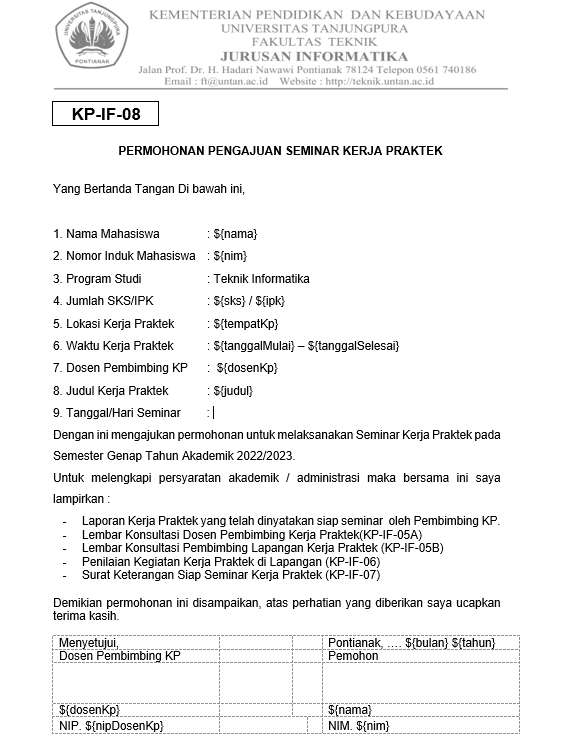 UNIVERSITAS TANJUNGPURA
PONTIANAK
KEMENTERIAN PENDIDIKAN DAN KEBUDAYAAN
UNIVERSITAS TANJUNGPURA
FAKULTAS TEKNIK
JURUSAN INFORMATIKA
Jalan Prof. Dr. H. Hadari Nawawi Pontianak 78124 Telepon 0561 740186
Email : ft@untan.ac.id Website : http://teknik.untan.ac.id
KP-IF-08
PERMOHONAN PENGAJUAN SEMINAR KERJA PRAKTEK
Yang Bertanda Tangan Di bawah ini,
1. Nama Mahasiswa : ${nama}
2. Nomor Induk Mahasiswa : ${nim}
3. Program Studi : Teknik Informatika
4. Jumlah SKS/IPK : ${sks} / ${ipk}
5. Lokasi Kerja Praktek : ${tempatKp}
6. Waktu Kerja Praktek : ${tanggalMulai} – ${tanggalSelesai}
7. Dosen Pembimbing KP : ${dosenKp}
8. Judul Kerja Praktek : ${judul}
9. Tanggal/Hari Seminar :
Dengan ini mengajukan permohonan untuk melaksanakan Seminar Kerja Praktek pada
Semester Genap Tahun Akademik 2022/2023.
Untuk melengkapi persyaratan akademik / administrasi maka bersama ini saya
lampirkan :
- Laporan Kerja Praktek yang telah dinyatakan siap seminar oleh Pembimbing KP.
- Lembar Konsultasi Dosen Pembimbing Kerja Praktek(KP-IF-05A)
- Lembar Konsultasi Pembimbing Lapangan Kerja Praktek (KP-IF-05B)
- Penilaian Kegiatan Kerja Praktek di Lapangan (KP-IF-06)
- Surat Keterangan Siap Seminar Kerja Praktek (KP-IF-07)
Demikian permohonan ini disampaikan, atas perhatian yang diberikan saya ucapkan
terima kasih.
Menyetujui, Pontianak, .... ${bulan} ${tahun}
Dosen Pembimbing KP Pemohon
${dosenKp} ${nama}
NIP. ${nipDosenKp} NIM. ${nim}